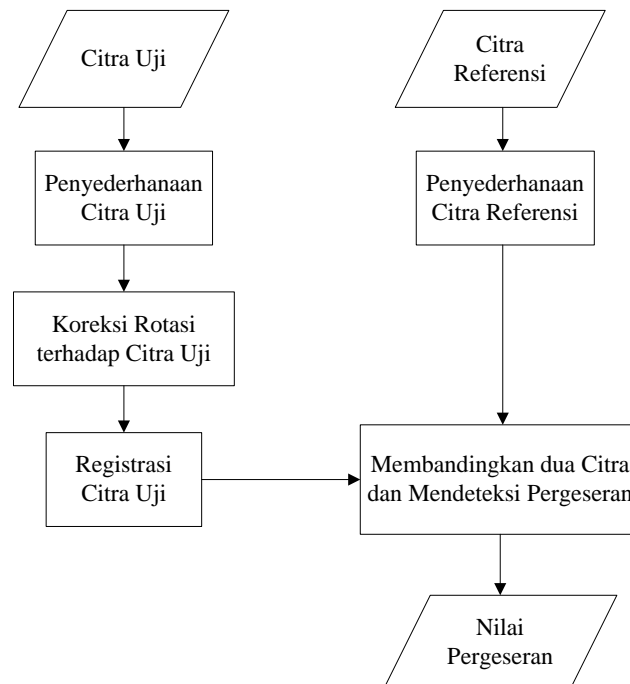 Citra Uji
Citra
Referensi
Penyederhanaan
Citra Uji
Penyederhanaan
Citra Referensi
Koreksi Rotasi
terhadap Citra Uji
Registrasi
Citra Uji
Membandingkan dua Citra
dan Mendeteksi Pergeseran
Nilai
Pergeseran